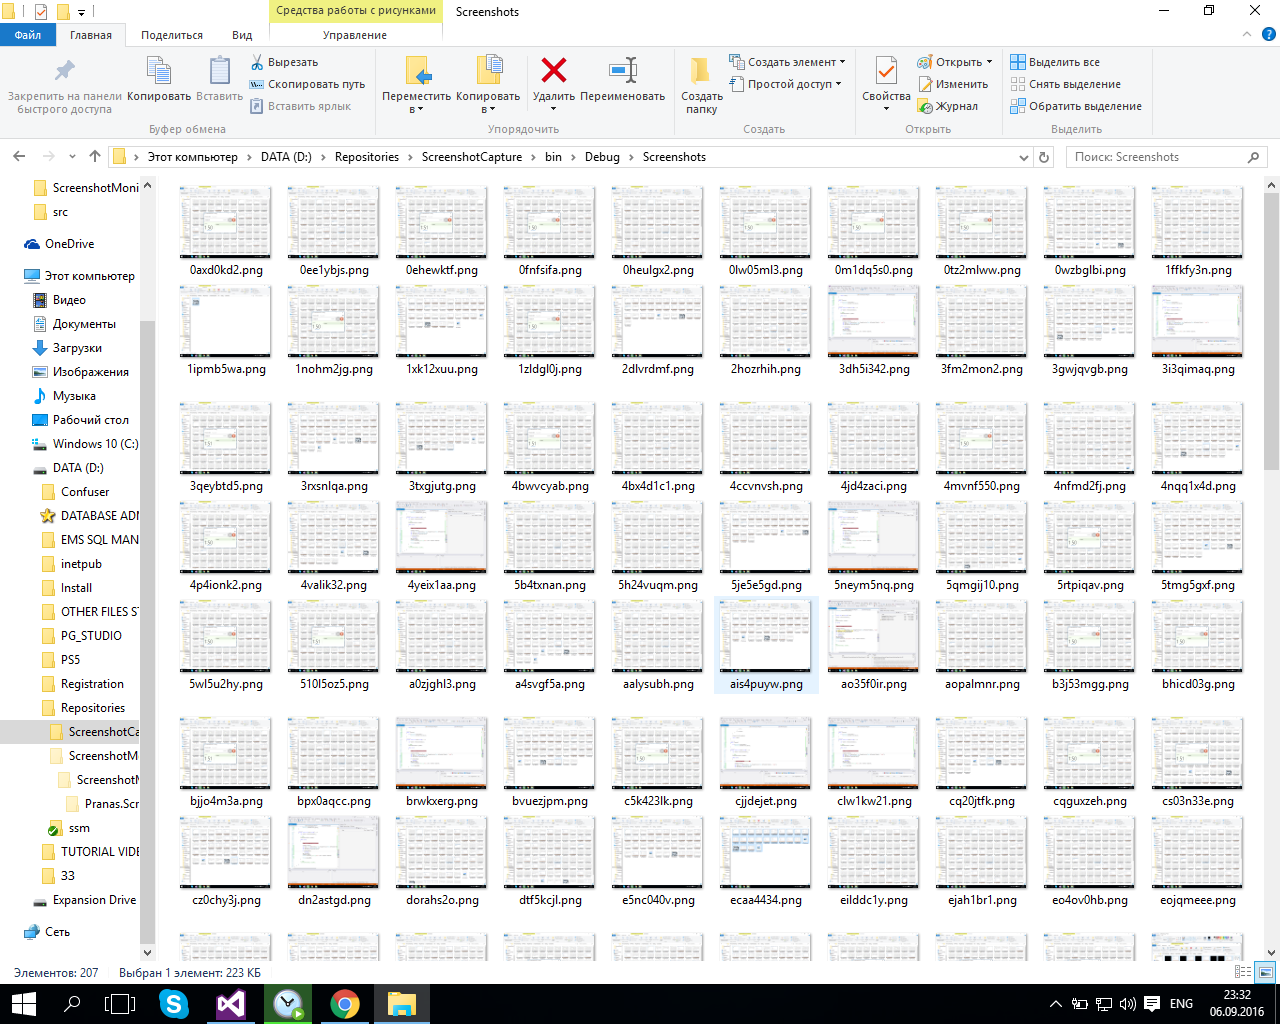 Средства работы с рисунками
Screenshots
Файл
Главная
Поделиться
Вид
Управление
Закрепить на панели быстрого доступа
Копировать
Вставить
Вырезать
Скопировать путь
Вставить ярлык
Буфер обмена
Переместить в
Копировать в
Удалить
Переименовать
Упорядочить
Создать папку
Создать элемент
Простой доступ
Создать
Свойства
Открыть
Изменить
Журнал
Открыть
Выделить все
Снять выделение
Обратить выделение
Выделить
Этот компьютер
DATA (D:)
Repositories
ScreenshotCapture
bin
Debug
Screenshots
Поиск: Screenshots
ScreenshotMoni
src
OneDrive
Этот компьютер
Видео
Документы
Загрузки
Изображения
Музыка
Рабочий стол
Windows 10 (C:)
DATA (D:)
Confuser
DATABASE ADM
EMS SQL MAN
inetpub
Install
OTHER FILES ST
PG_STUDIO
PS5
Registration
Repositories
ScreenshotCa
ScreenshotM
Screenshot
Pranas.Scr
ssm
TUTORIAL VIDE
33
Expansion Drive
Сеть
0axd0kd2.png 0ee1ybjs.png 0ehewktf.png 0fnfsifa.png 0heulgx2.png 0lw05ml3.png 0m1dq5s0.png 0tz2mlww.png 0wzbglbi.png 1ffkfy3n.png
1ipmb5wa.png 1nohm2jg.png 1xk12xuu.png 1zldgl0j.png 2dlvrdmf.png 2hozrhih.png 3dh5i342.png 3fm2mon2.png 3gwjqvgb.png 3i3qimaq.png
3qeybtd5.png 3rxsnlqa.png 3txgjutg.png 4bwvcyab.png 4bx4d1c1.png 4ccvnvsh.png 4jd4zaci.png 4mvnf550.png 4nfmd2fj.png 4nqq1x4d.png
4p4ionk2.png 4valik32.png 4yeix1aa.png 5b4txnan.png 5h24vuqm.png 5je5e5gd.png 5neym5nq.png 5qmgij10.png 5rtpiqav.png 5tmg5gxf.png
5wl5u2hy.png 510l5oz5.png a0zjghl3.png a4svgf5a.png aalysubh.png ais4puyw.png ao35f0ir.png aopalmnr.png b3j53mgg.png bhicd03g.png
bjjo4m3a.png bpx0aqcc.png brwkxerg.png bvuezjpm.png c5k423lk.png cjjdejet.png clw1kw21.png cq20jtfk.png cqguxzeh.png cs03n33e.png
cz0chy3j.png dn2astgd.png dorahs2o.png dtf5kcjl.png e5nc040v.png ecaa4434.png eilddc1y.png ejah1br1.png eo4ov0hb.png eojqmeee.png
Элементов: 207
Выбран 1 элемент: 223 КБ
ENG
23:32
06.09.2016